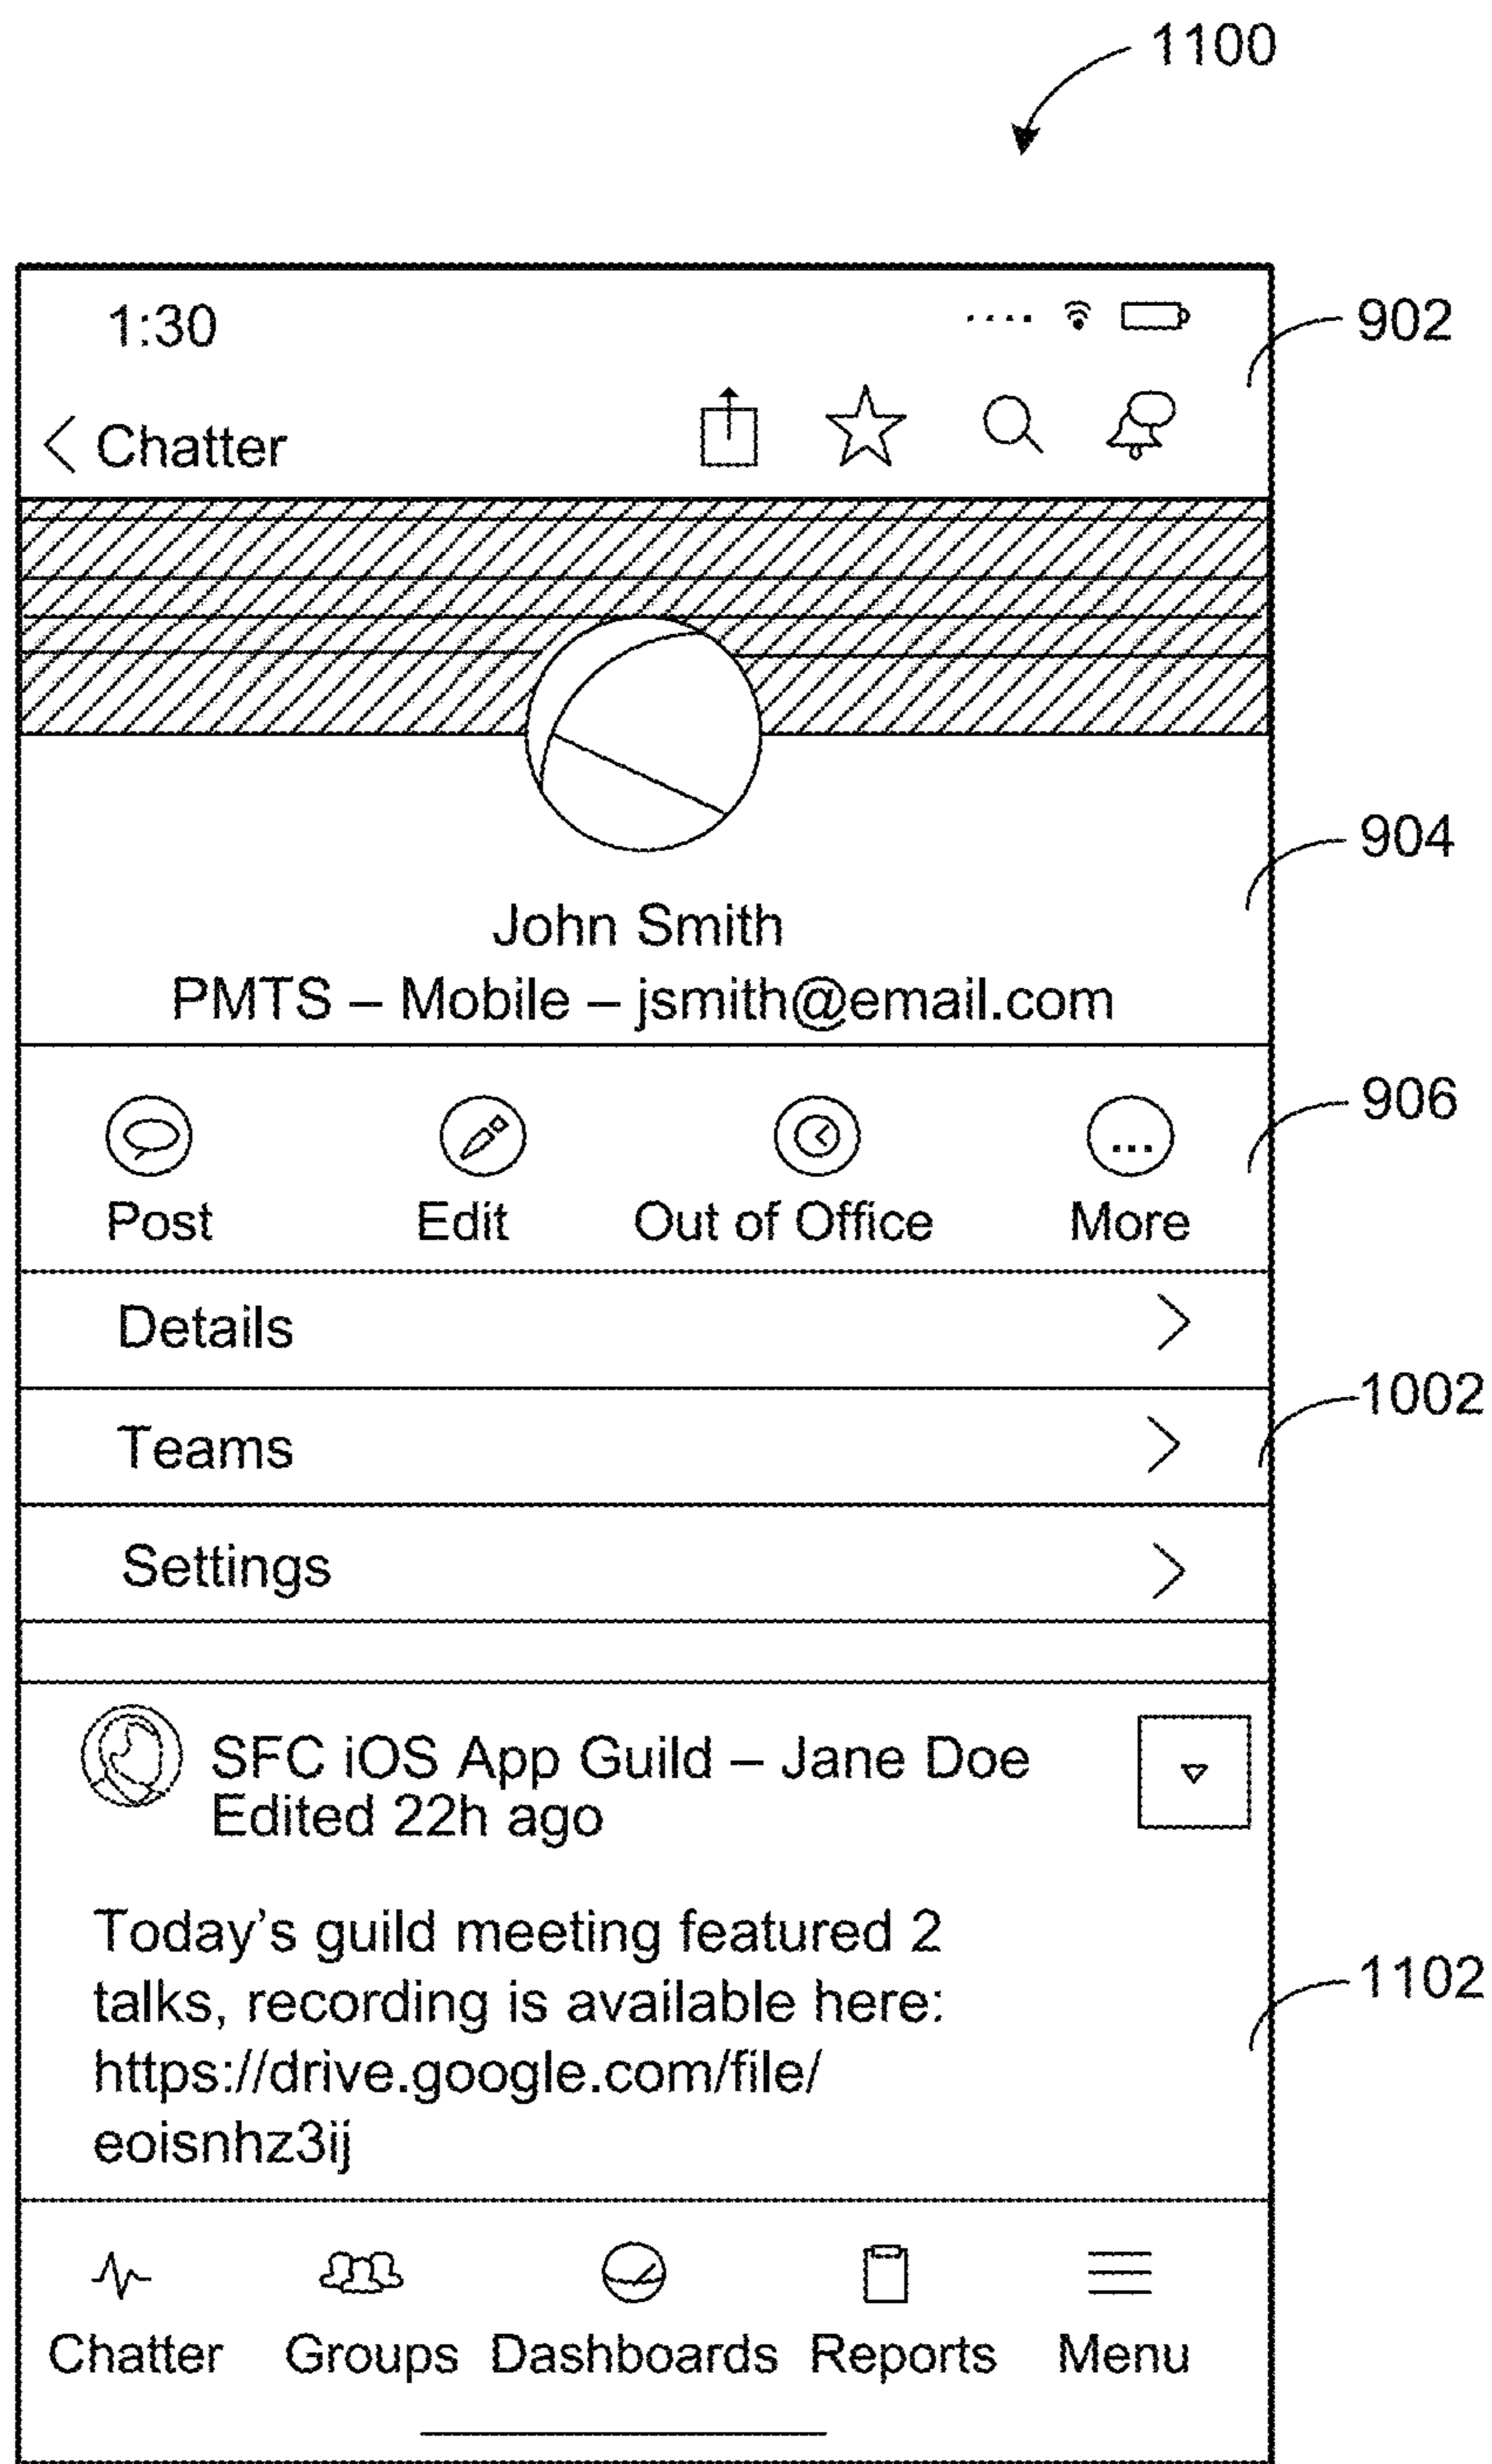 1100
1:30
902
Chatter
904
John Smith
PMTS – Mobile – jsmith@email.com
906
Post Edit Out of Office More
Details
1002
Teams
Settings
SFC iOS App Guild – Jane Doe
Edited 22h ago
Today's guild meeting featured 2
talks, recording is available here:
1102
https://drive.google.com/file/
eoisnhz3ij
Chatter Groups Dashboards Reports Menu